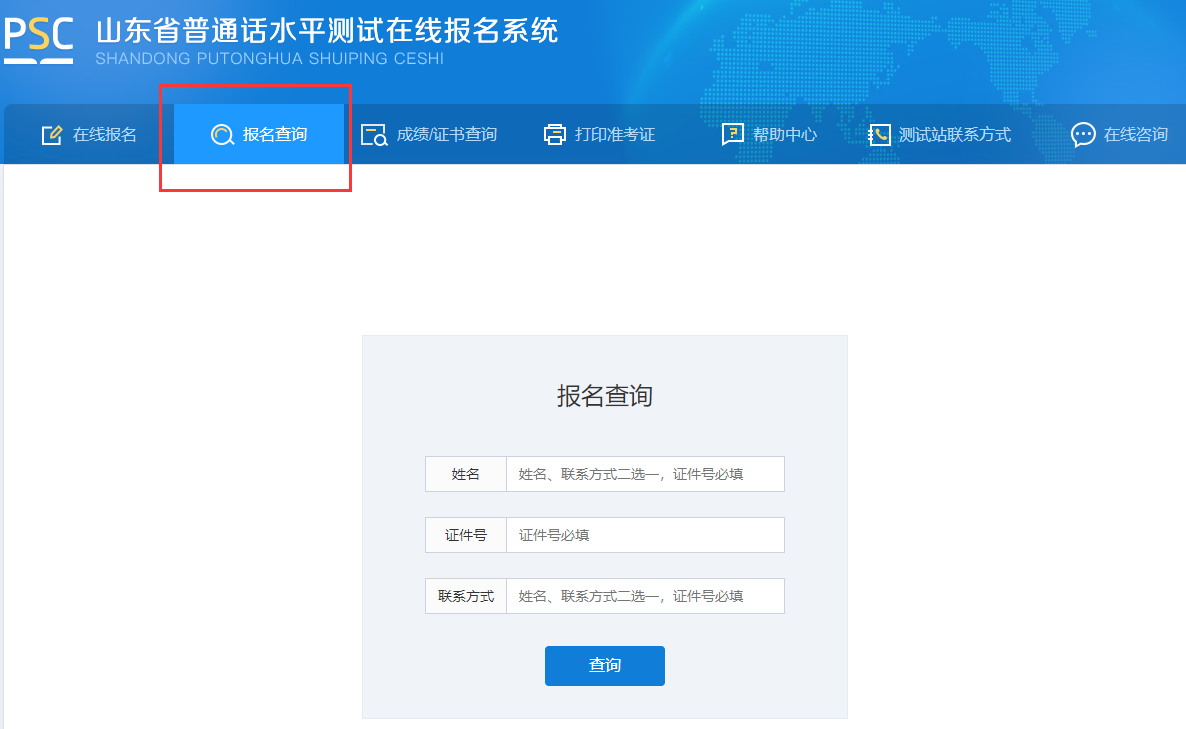 PSC
山东省普通话水平测试在线报名系统
SHANDONG PUTONGHUA SHUIPING CESHI
在线报名
报名查询
成绩/证书查询
打印准考证
帮助中心
测试站联系方式
在线咨询
报名查询
姓名 姓名、联系方式二选一，证件号必填
证件号 证件号必填
联系方式 姓名、联系方式二选一，证件号必填
查询